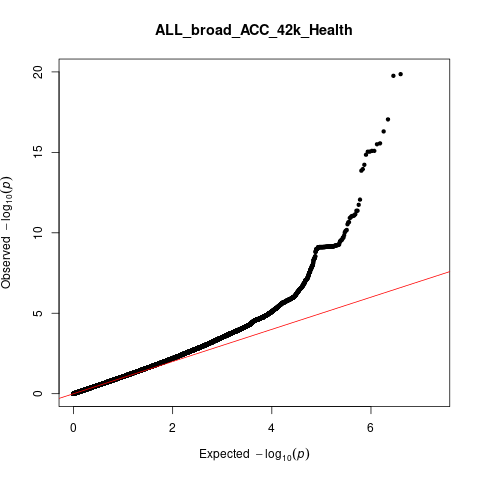 ALL_broad_ACC_42k_Health
Observed −log10(p)
20
15
10
5
0
0 2 4 6
Expected −log10(p)